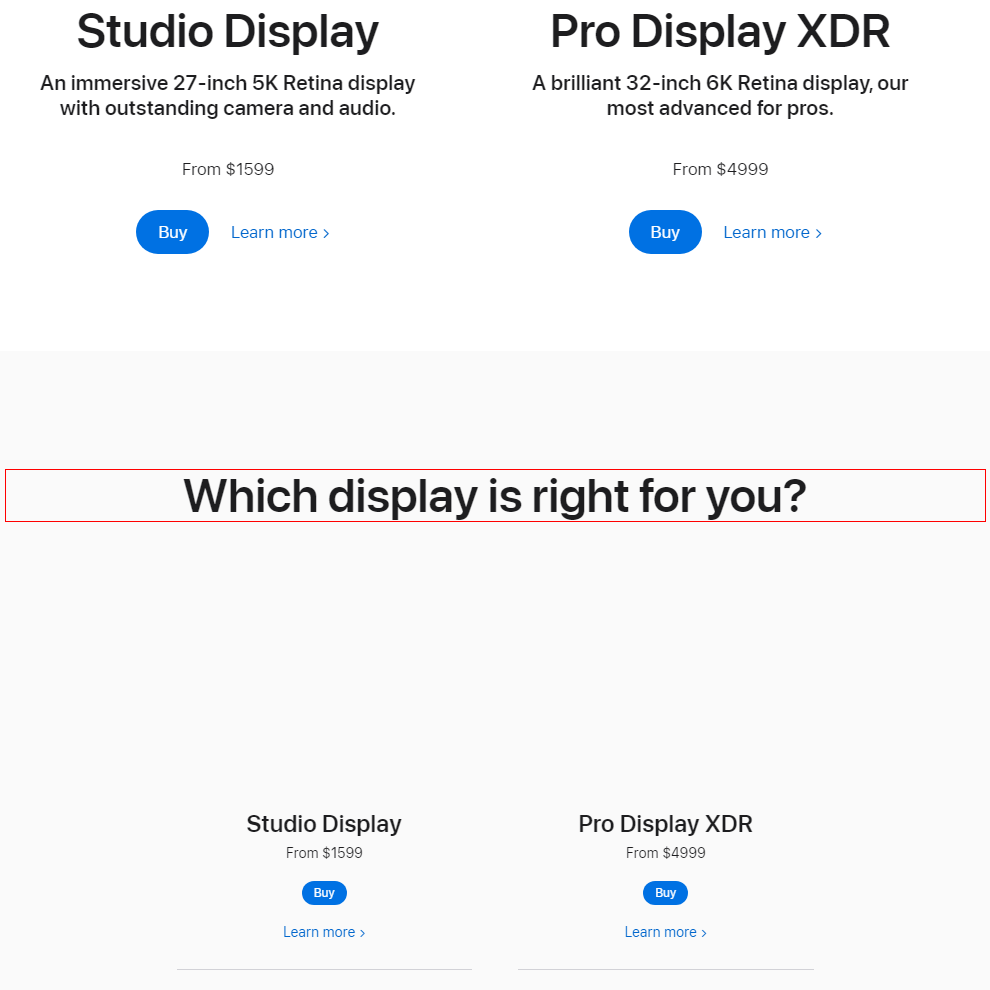 Studio Display
An immersive 27-inch 5K Retina display
with outstanding camera and audio.
From $1599
Buy
Learn more >
Pro Display XDR
A brilliant 32-inch 6K Retina display, our
most advanced for pros.
From $4999
Buy
Learn more >
Which display is right for you?
Studio Display
From $1599
Buy
Learn more >
Pro Display XDR
From $4999
Buy
Learn more >